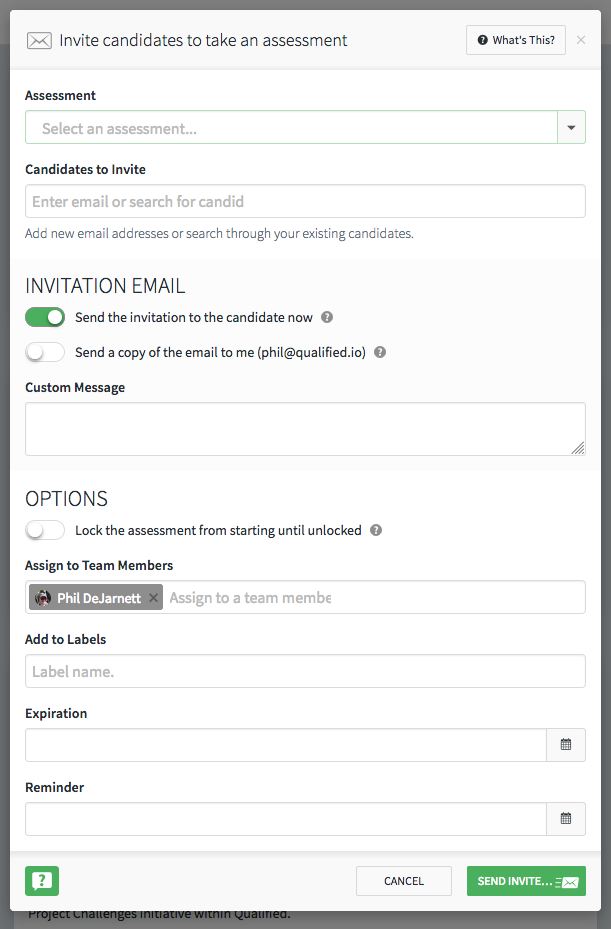 Invite candidates to take an assessment
What's This?
Assessment
Select an assessment...
Candidates to Invite
Enter email or search for candid
Add new email addresses or search through your existing candidates.
INVITATION EMAIL
Send the invitation to the candidate now
Send a copy of the email to me (phil@qualified.io)
Custom Message
OPTIONS
Lock the assessment from starting until unlocked
Assign to Team Members
Phil DeJarnett Assign to a team membe
Add to Labels
Label name.
Expiration
Reminder
CANCEL
SEND INVITE...
Project Challenges initiative within Qualified.